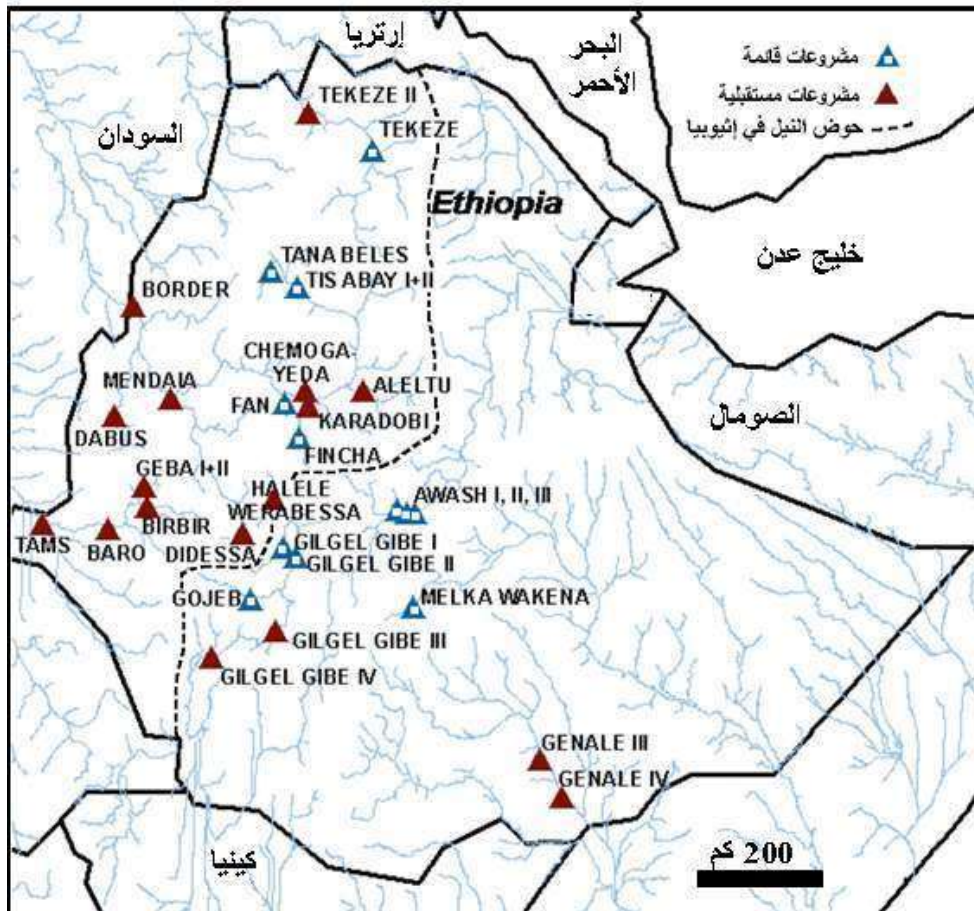 إرتريا
البحر
الأحمر
مشروعات قائمة
مشروعات مستقبلية
حوض النيل في إثيوبيا
السودان
TEKEZE II
TEKEZE
Ethiopia
خليج عدن
TANA BELES
TIS ABAY I+II
BORDER
CHEMOGA-
YEDA
MENDAIA
ALELTU
FAN
KARADOBI
DABUS
الصومال
FINCHA
GEBA I+II
HALELE
WERABESSA
AWASH I, II, III
BIRBIR
TAMS
BARO
DIDESSA
GILGEL GIBE I
GILGEL GIBE II
GOJEB
MELKA WAKENA
GILGEL GIBE III
GILGEL GIBE IV
GENALE III
GENALE IV
كينيا
200 كم